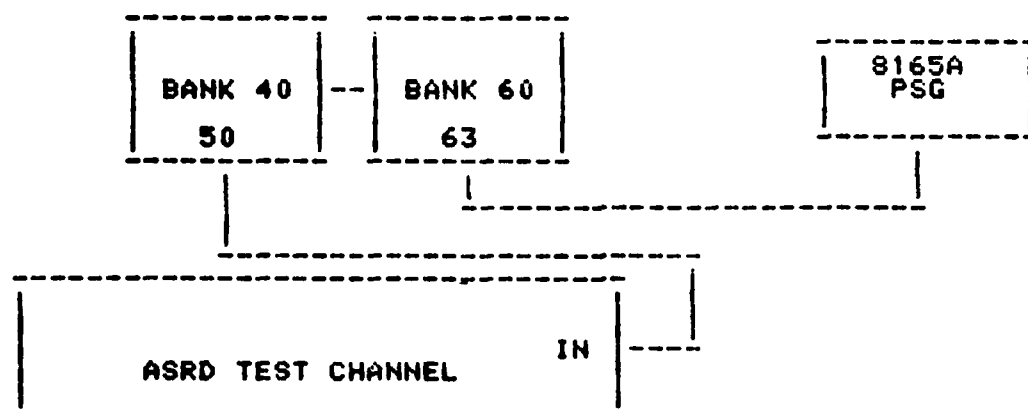 BANK 40
50
BANK 60
63
8165A
PSG
IN
ASRD TEST CHANNEL